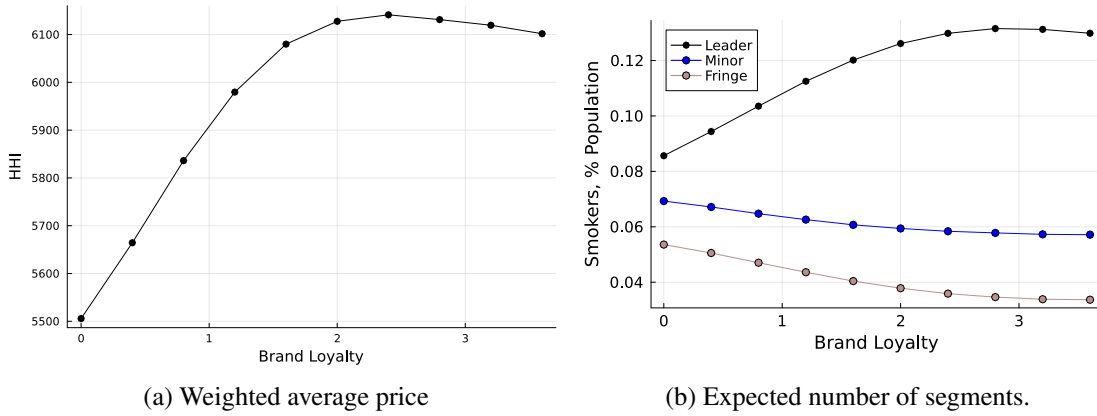 6100
6000
5900
5800
5700
5600
5500
HHI
0
1
2
3
Brand Loyalty
(a) Weighted average price
Leader
Minor
Fringe
0.12
0.10
0.08
0.06
0.04
Smokers, % Population
0
1
2
3
Brand Loyalty
(b) Expected number of segments.